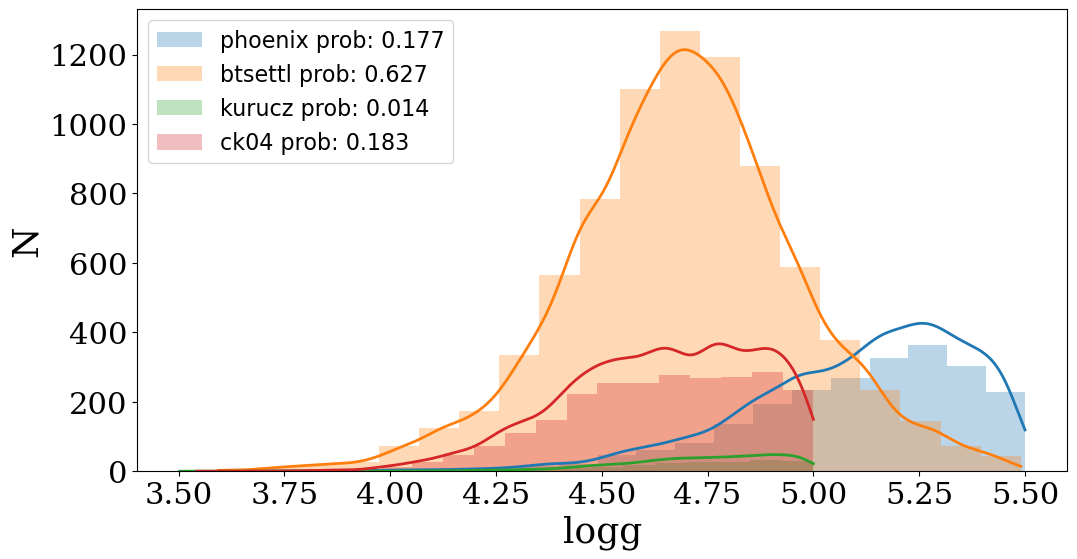 phoenix prob: 0.177
btsettl prob: 0.627
kurucz prob: 0.014
ck04 prob: 0.183
N
1200
1000
800
600
400
200
0
3.50 3.75 4.00 4.25 4.50 4.75 5.00 5.25 5.50
logg